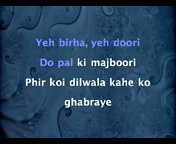 Yeh birha, yeh doori
Do pal ki majboori
Phir koi dilwala kahe ko
ghabraye